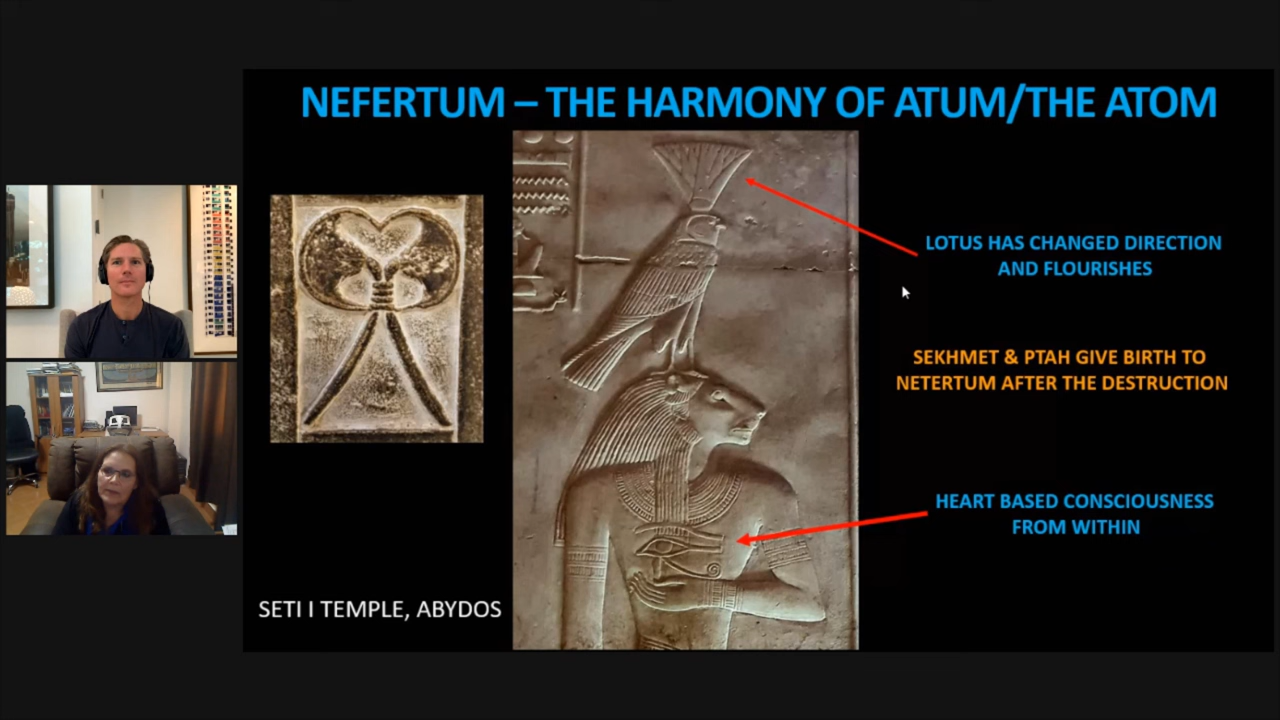 NEFERTUM – THE HARMONY OF ATUM/THE ATOM
LOTUS HAS CHANGED DIRECTION
AND FLOURISHES
SEKHMET & PTAH GIVE BIRTH TO
NETERTUM AFTER THE DESTRUCTION
HEART BASED CONSCIOUSNESS
FROM WITHIN
SETI I TEMPLE, ABYDOS